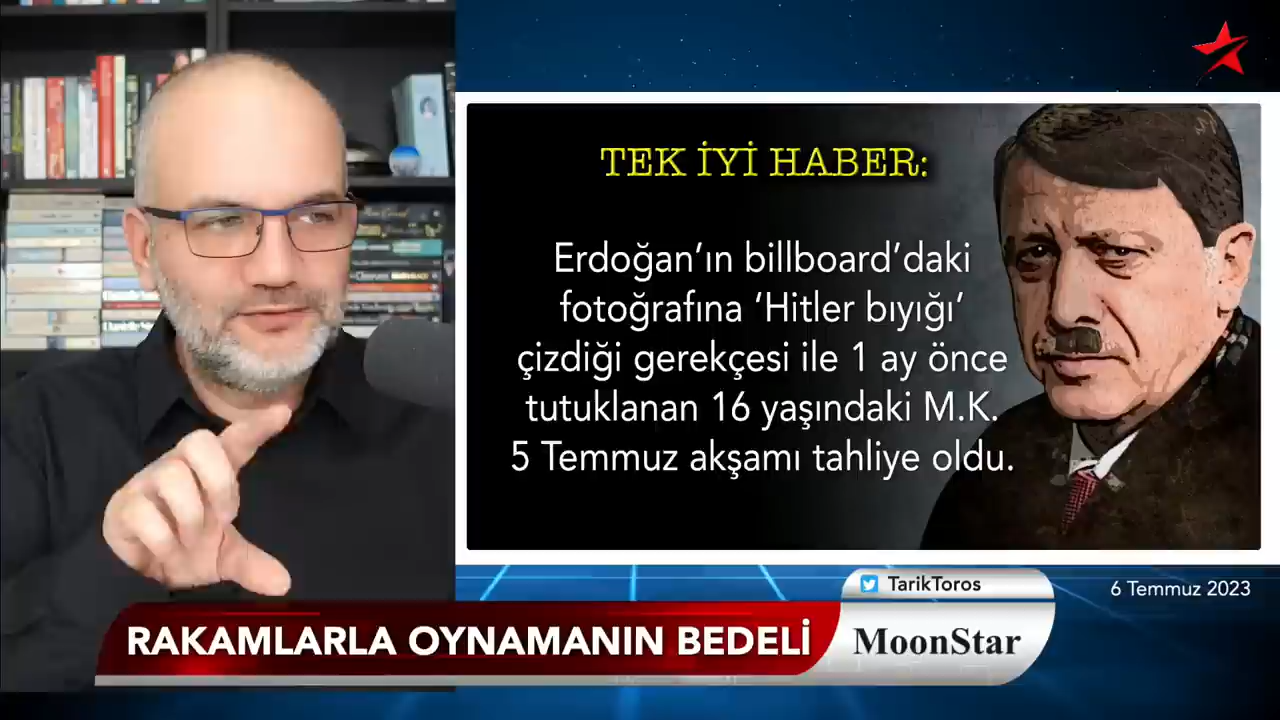 TEK İYİ HABER:
Erdoğan'ın billboard'daki
fotoğrafına 'Hitler bıyığı'
çizdiği gerekçesi ile 1 ay önce
tutuklanan 16 yaşındaki M.K.
5 Temmuz akşamı tahliye oldu.
TarikToros
6 Temmuz 2023
RAKAMLARLA OYNAMANIN BEDELİ
MoonStar